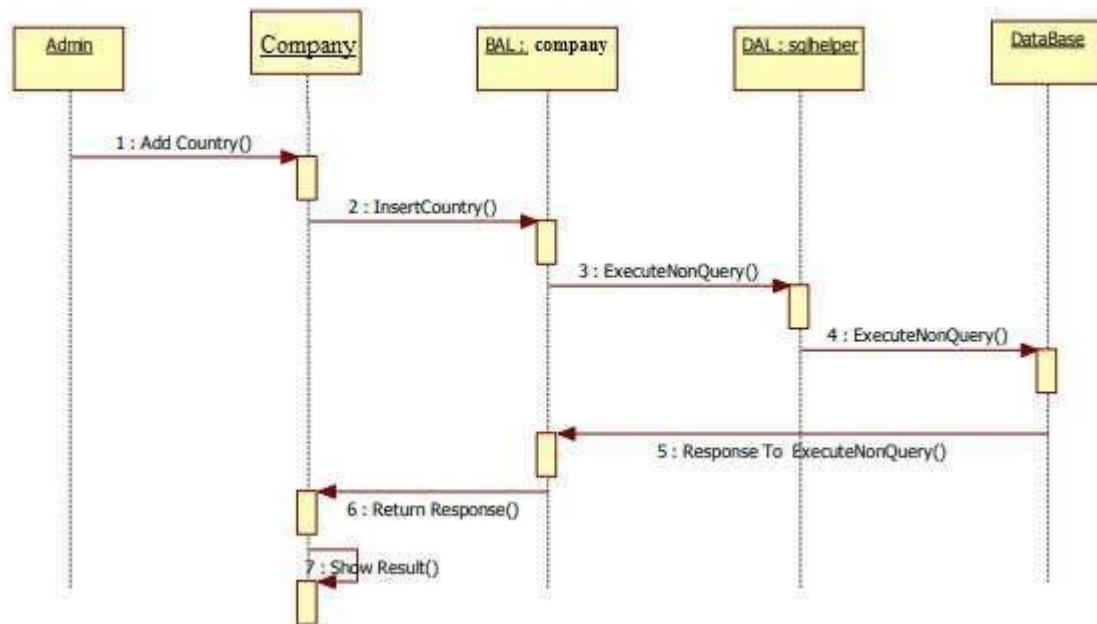 Admin
Company
BAL : company
DAL : sqlhelper
DataBase
1 : Add Country()
2 : InsertCountry()
3 : ExecuteNonQuery()
4 : ExecuteNonQuery()
5 : Response To ExecuteNonQuery()
6 : Return Response()
7 : Show Result()